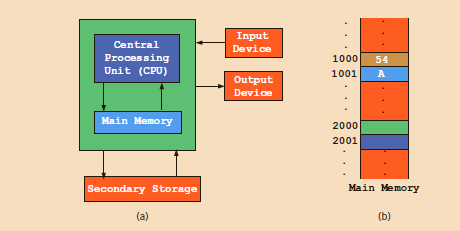 Central
Processing
Unit (CPU)
Main Memory
Input
Device
Output
Device
Secondary Storage
(a)
.
.
.
1000 54
1001 A
.
.
.
2000
2001
.
.
.
Main Memory
(b)